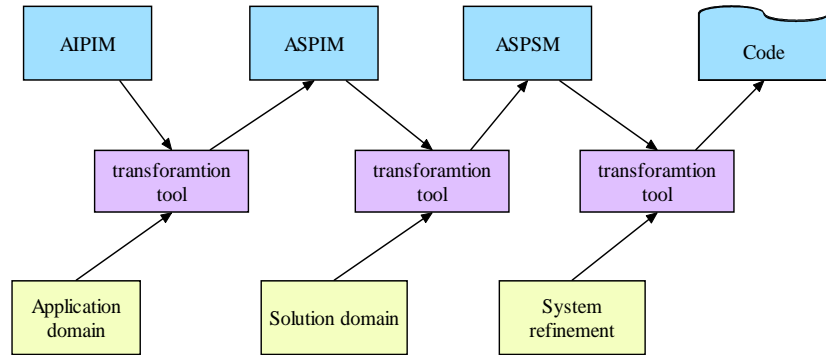 AIPIM
ASPIM
ASPSM
Code
transforamtion
tool
transforamtion
tool
transforamtion
tool
Application
domain
Solution domain
System
refinement